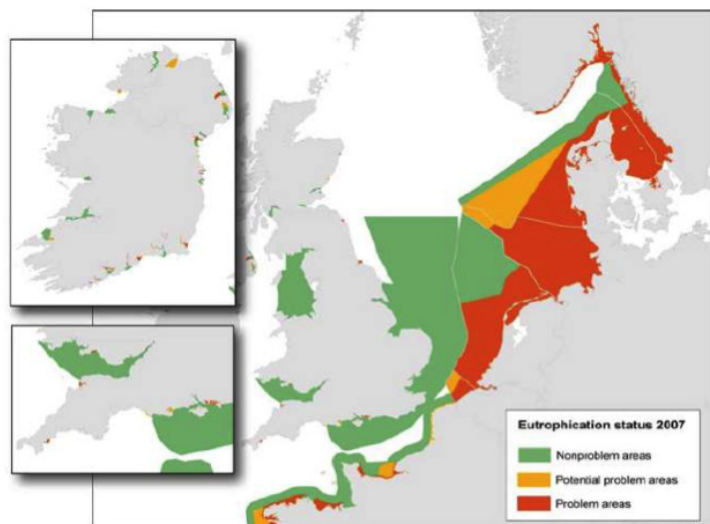 Eutrophication status 2007
Nonproblem areas
Potential problem areas
Problem areas